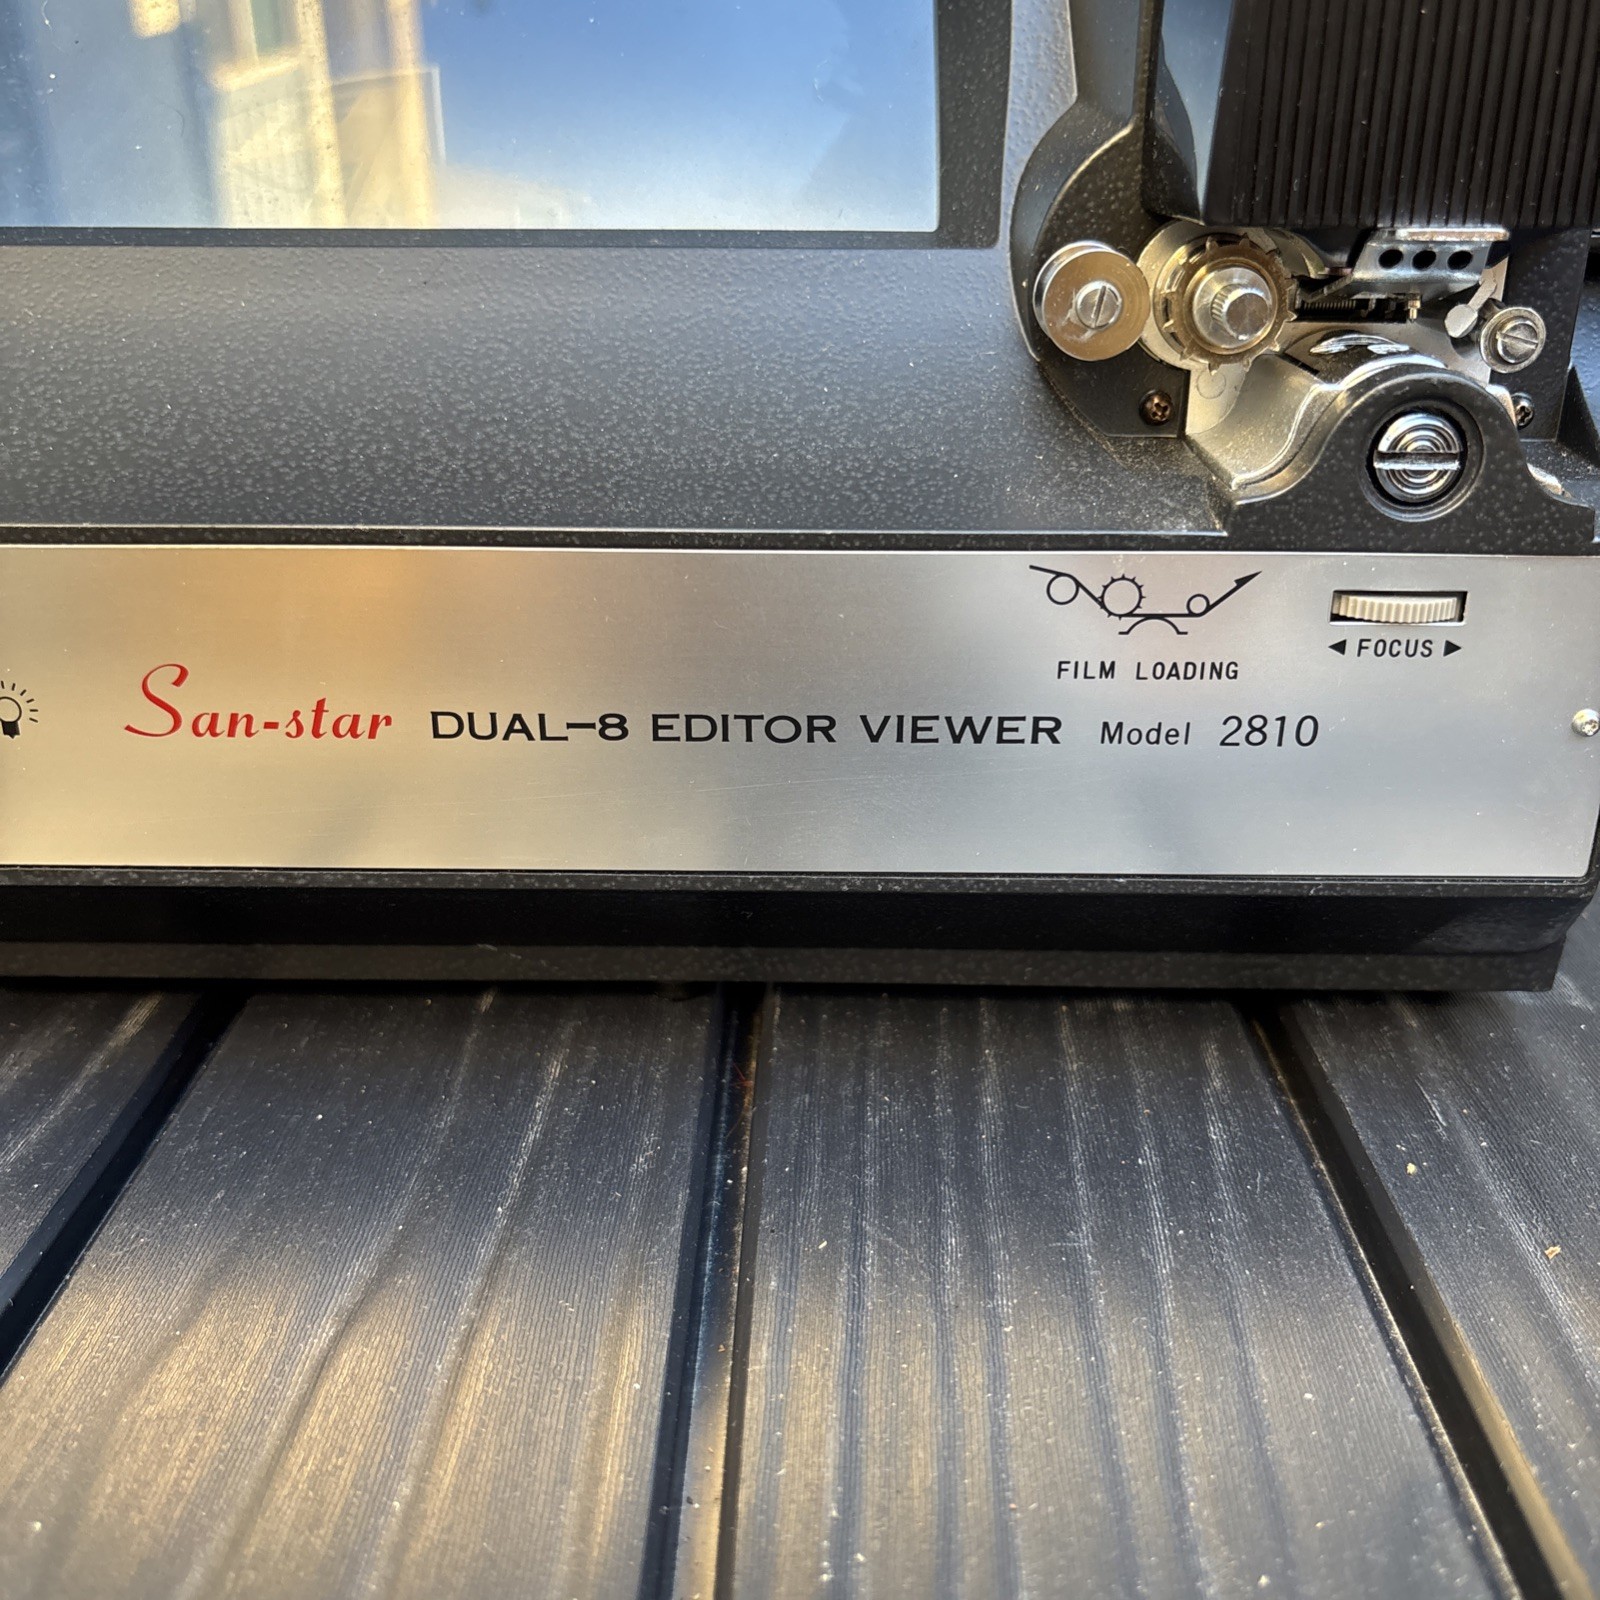 FILM LOADING
◀ FOCUS ▶
San-star DUAL-8 EDITOR VIEWER Model 2810